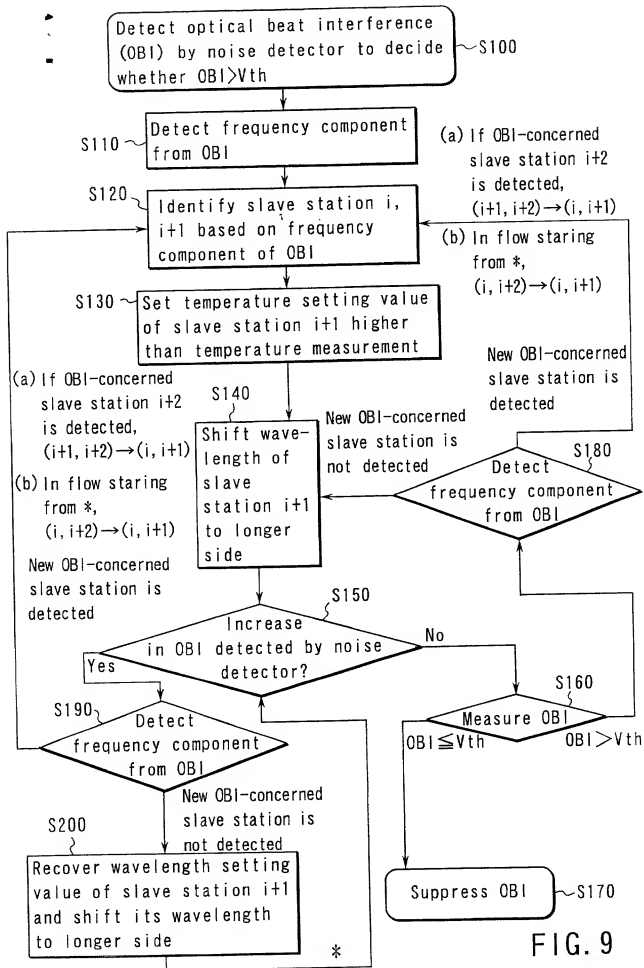 Detect optical beat interference
(OBI) by noise detector to decide
whether OBI>Vth
S100
Detect frequency component
from OBI
S110
(a) If OBI-concerned
slave station i+2
is detected,
(i+1, i+2)→(i, i+1)
(b) In flow staring
from *,
(i, i+2)→(i, i+1)
S120
Identify slave station i,
i+1 based on frequency
component of OBI
S130
Set temperature setting value
of slave station i+1 higher
than temperature measurement
New OBI-concerned
slave station is
detected
(a) If OBI-concerned
slave station i+2
is detected,
(i+1, i+2)→(i, i+1)
(b) In flow staring
from *,
(i, i+2)→(i, i+1)
New OBI-concerned
slave station is
detected
S140
Shift wave-
length of
slave
station i+1
to longer
side
New OBI-concerned
slave station is
not detected
S180
Detect
frequency component
from OBI
S150
Increase
in OBI detected by noise
detector?
Yes
No
S160
Measure OBI
OBI≦Vth
OBI>Vth
S190
Detect
frequency component
from OBI
New OBI-concerned
slave station is
not detected
S200
Recover wavelength setting
value of slave station i+1
and shift its wavelength
to longer side
*
Suppress OBI
S170
FIG. 9